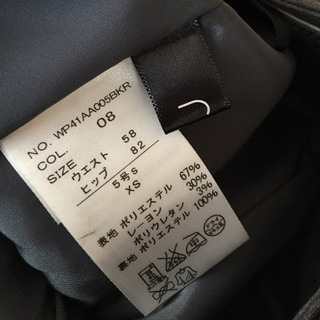 NO. WP41AA005BKR
COL. 08
SIZE
ウエスト 58
ヒップ 82
5号S
XS
表地 ポリエステル 67%
レーヨン 30%
ポリウレタン 3%
裏地 ポリエステル 100%